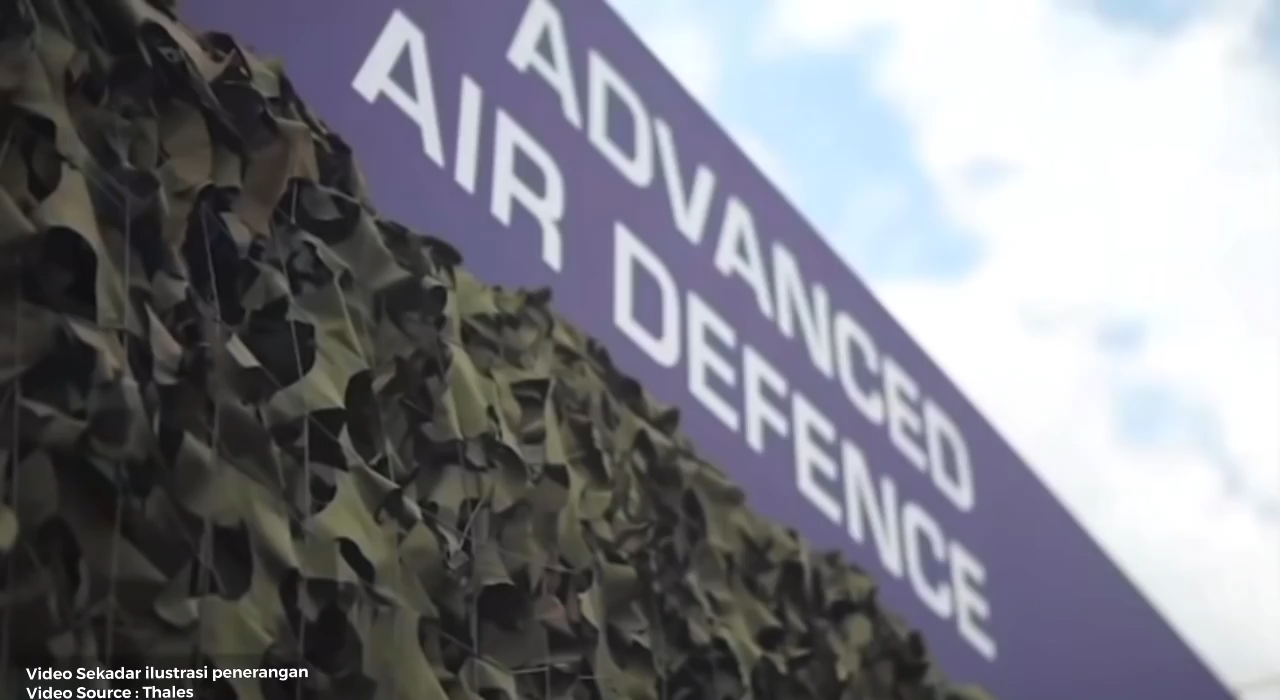 ADVANCED
AIR DEFENCE
Video Sekadar ilustrasi penerangan
Video Source : Thales